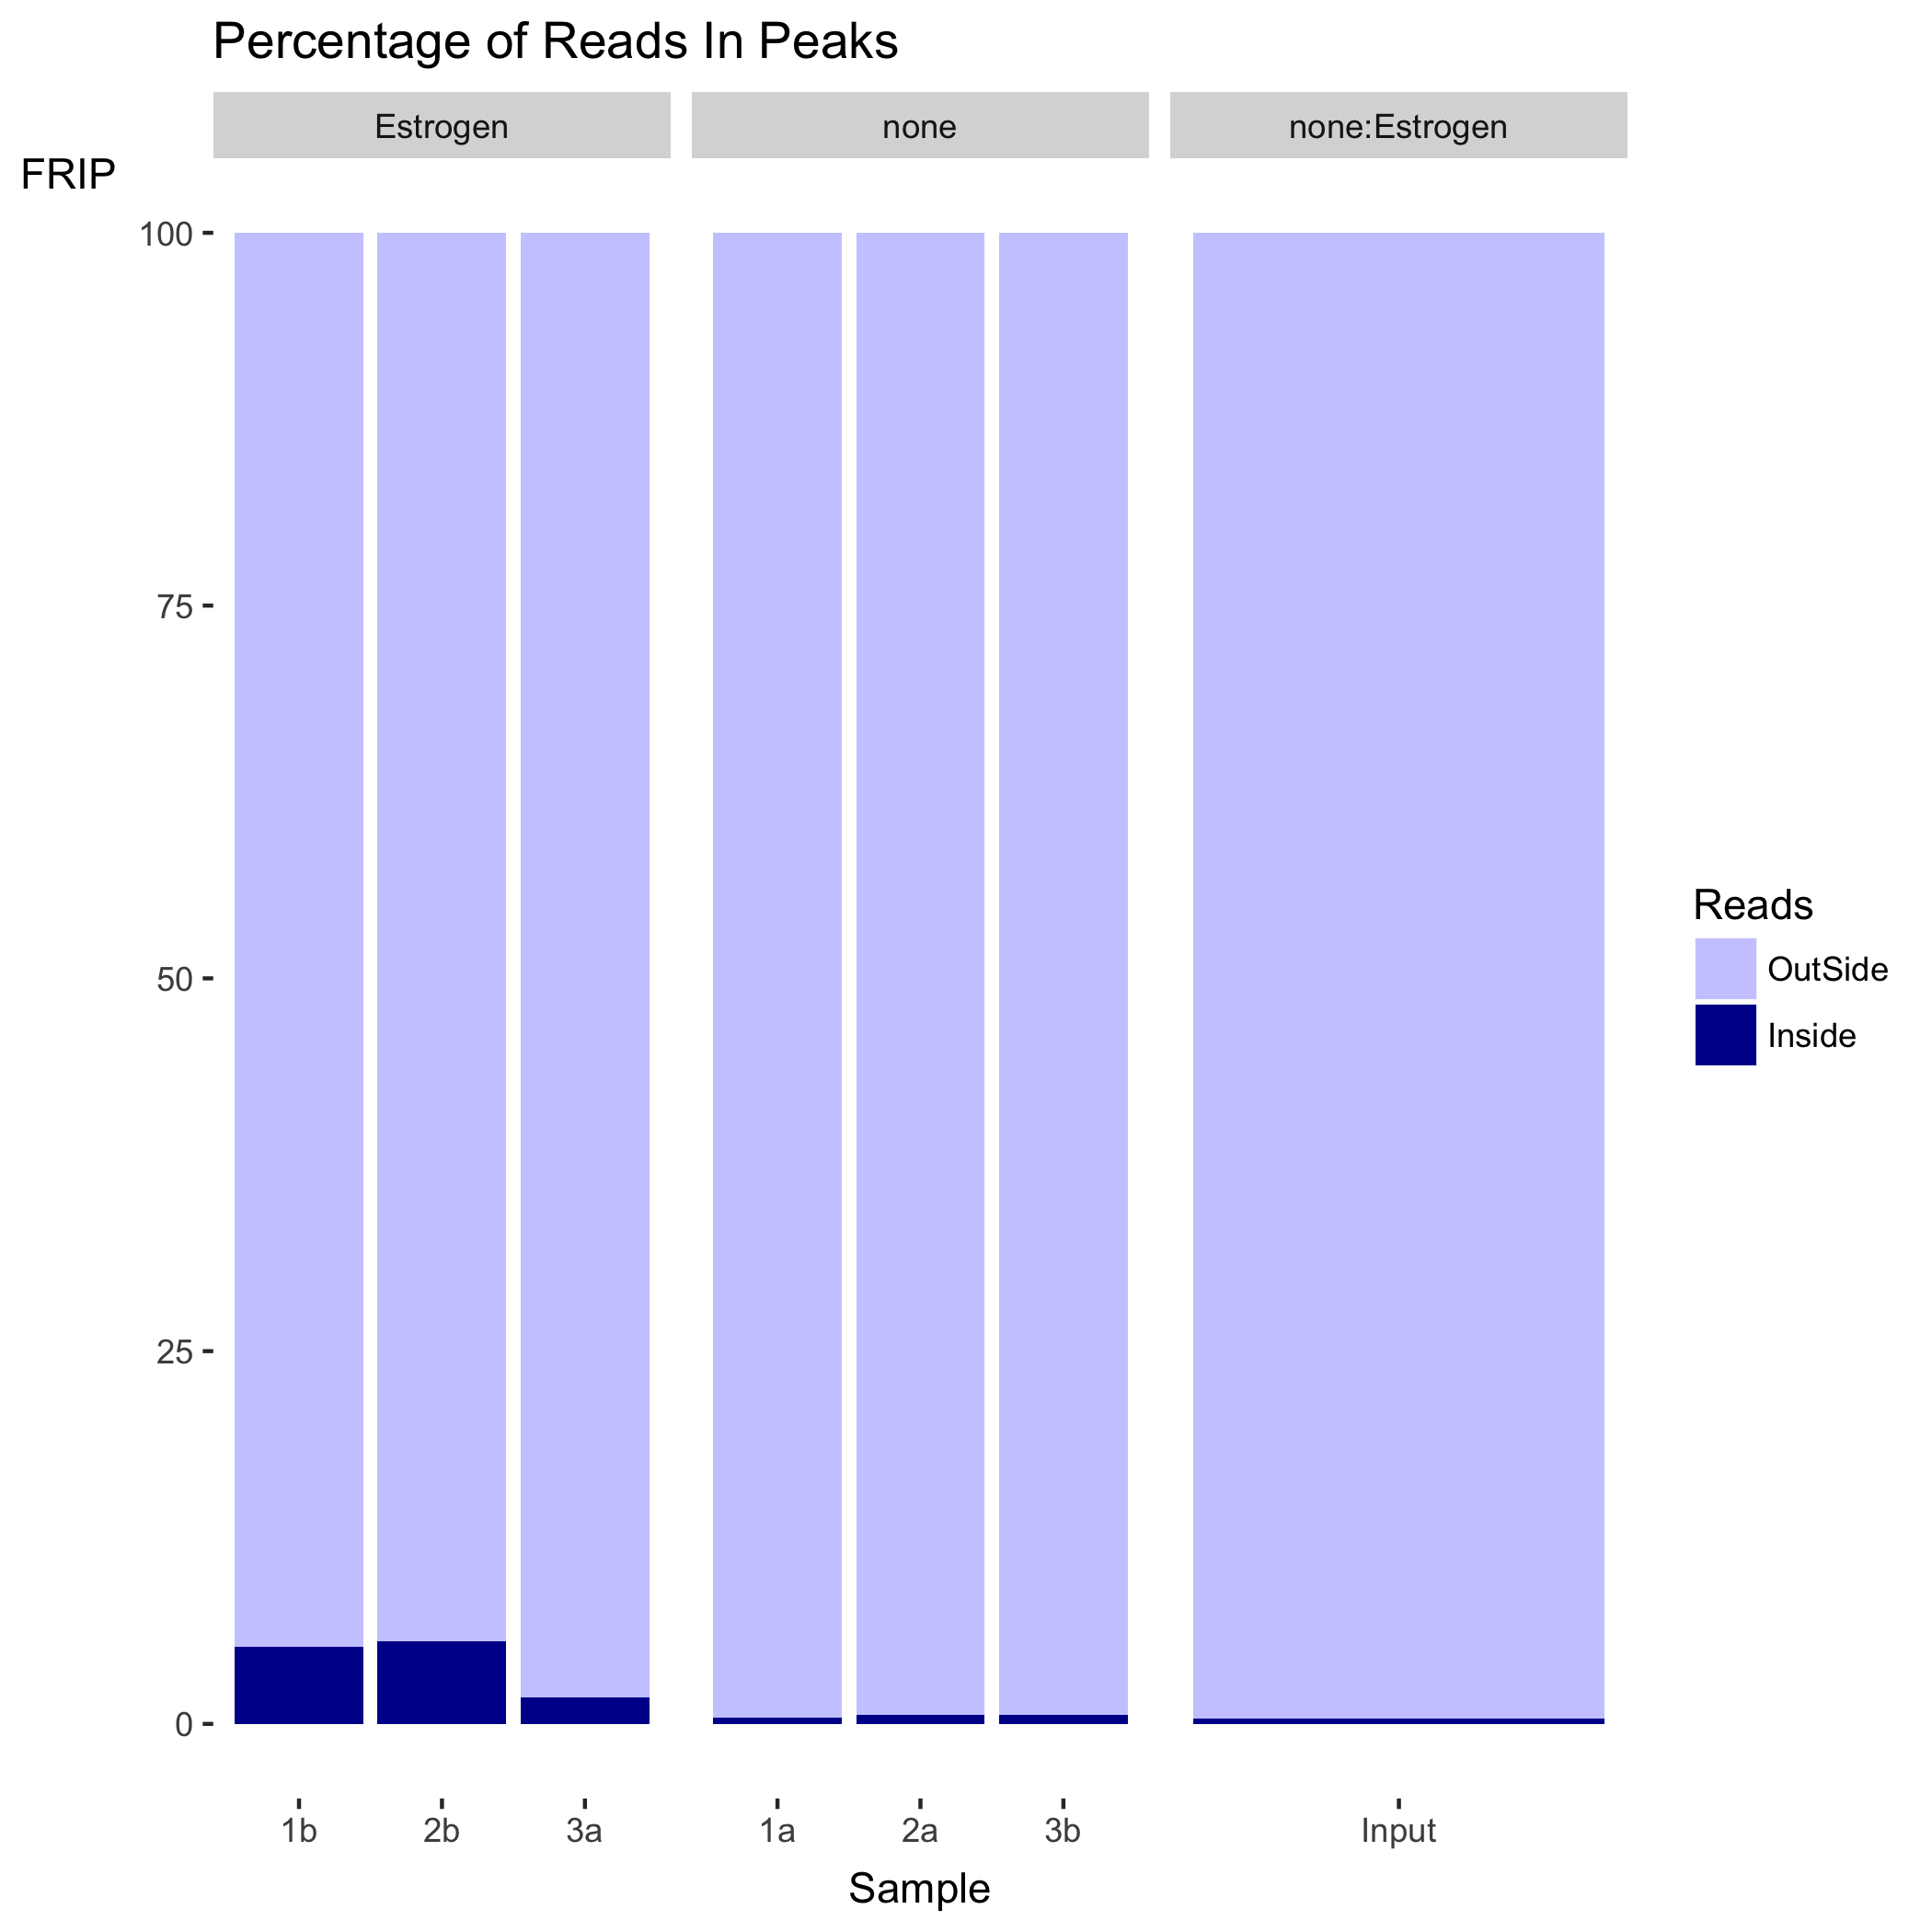 Percentage of Reads In Peaks
Estrogen none none:Estrogen
FRIP
100
75
50
25
0
Reads
OutSide
Inside
1b 2b 3a 1a 2a 3b Input
Sample